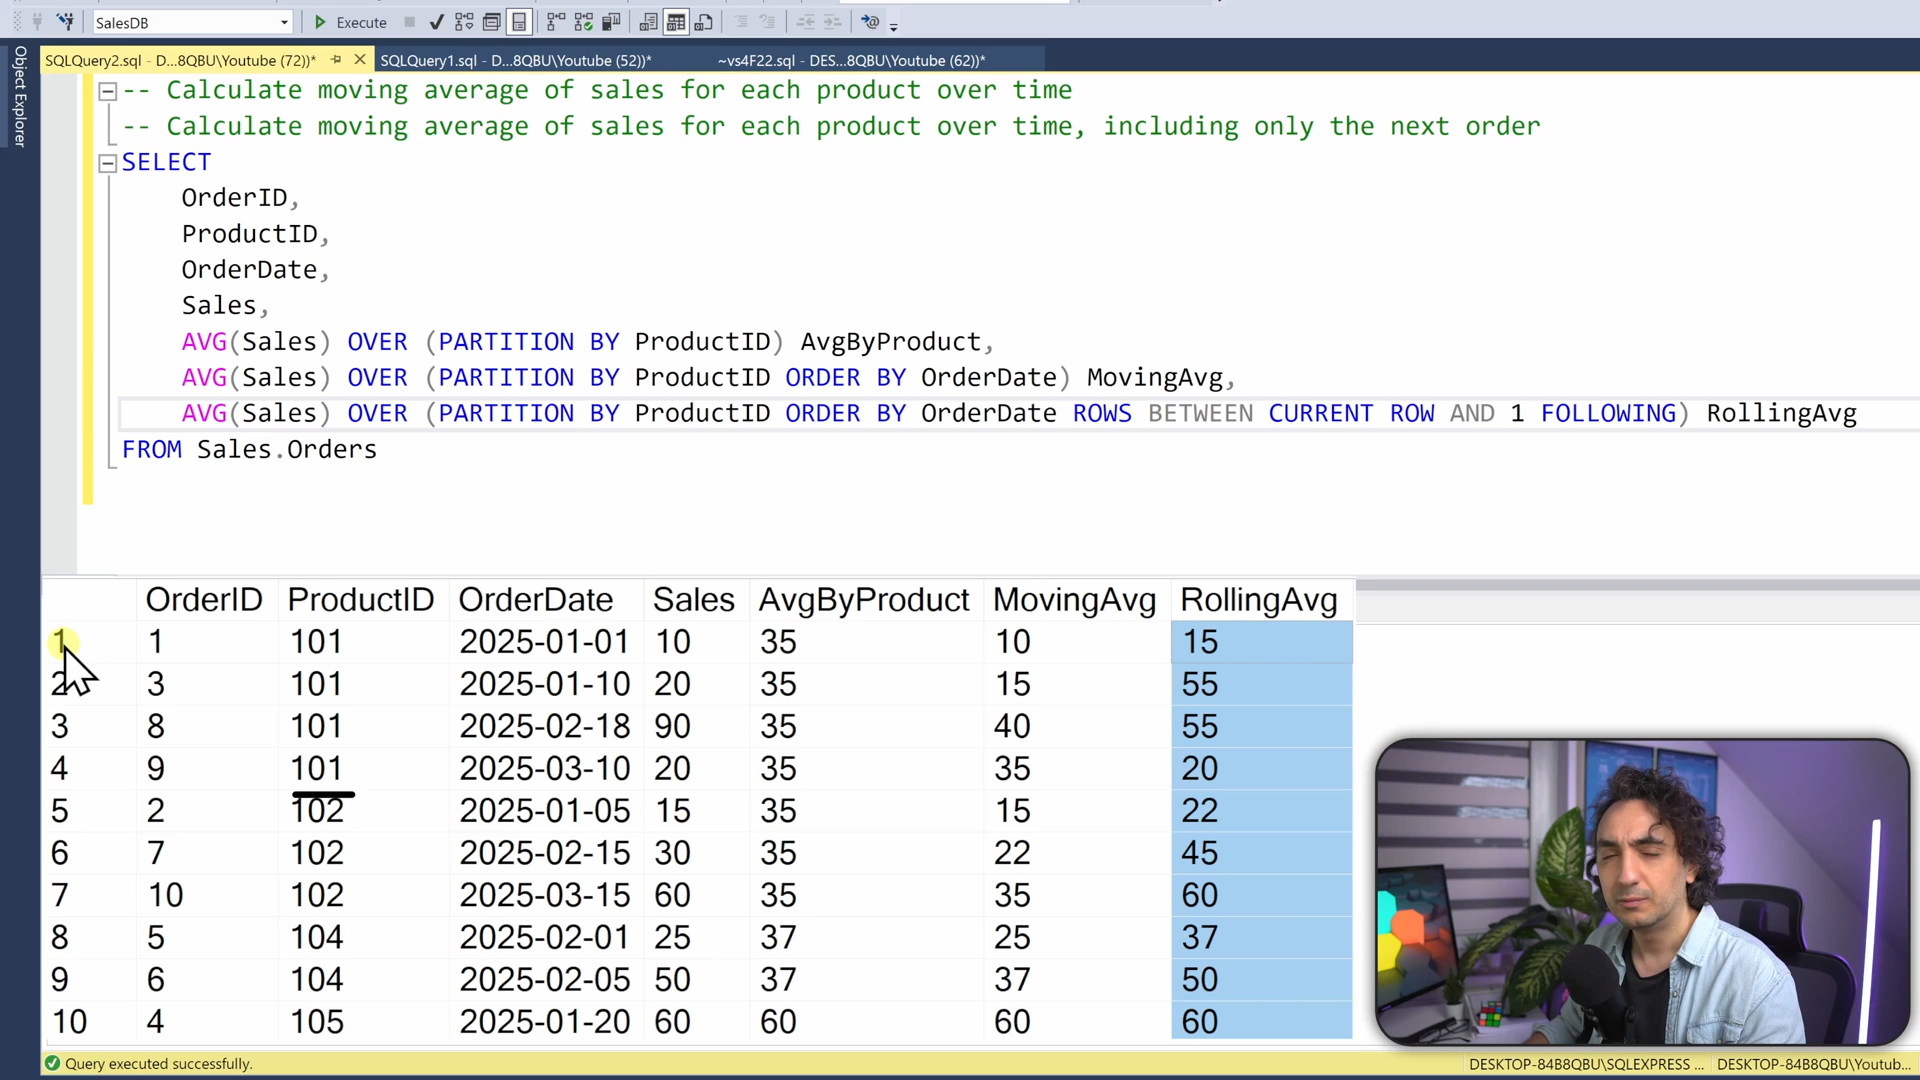 SalesDB
Execute
Object Explorer
SQLQuery2.sql - D...8QBU\Youtube (72))*
SQLQuery1.sql - D...8QBU\Youtube (52))*
~vs4F22.sql - DES...8QBU\Youtube (62))*
-- Calculate moving average of sales for each product over time
-- Calculate moving average of sales for each product over time, including only the next order
SELECT
OrderID,
ProductID,
OrderDate,
Sales,
AVG(Sales) OVER (PARTITION BY ProductID) AvgByProduct,
AVG(Sales) OVER (PARTITION BY ProductID ORDER BY OrderDate) MovingAvg,
AVG(Sales) OVER (PARTITION BY ProductID ORDER BY OrderDate ROWS BETWEEN CURRENT ROW AND 1 FOLLOWING) RollingAvg
FROM Sales.Orders
OrderID ProductID OrderDate Sales AvgByProduct MovingAvg RollingAvg
1 1 101 2025-01-01 10 35 10 15
2 3 101 2025-01-10 20 35 15 55
3 8 101 2025-02-18 90 35 40 55
4 9 101 2025-03-10 20 35 35 20
5 2 102 2025-01-05 15 35 15 22
6 7 102 2025-02-15 30 35 22 45
7 10 102 2025-03-15 60 35 35 60
8 5 104 2025-02-01 25 37 25 37
9 6 104 2025-02-05 50 37 37 50
10 4 105 2025-01-20 60 60 60 60
Query executed successfully.
DESKTOP-84B8QBU\SQLEXPRESS ...
DESKTOP-84B8QBU\Youtub...